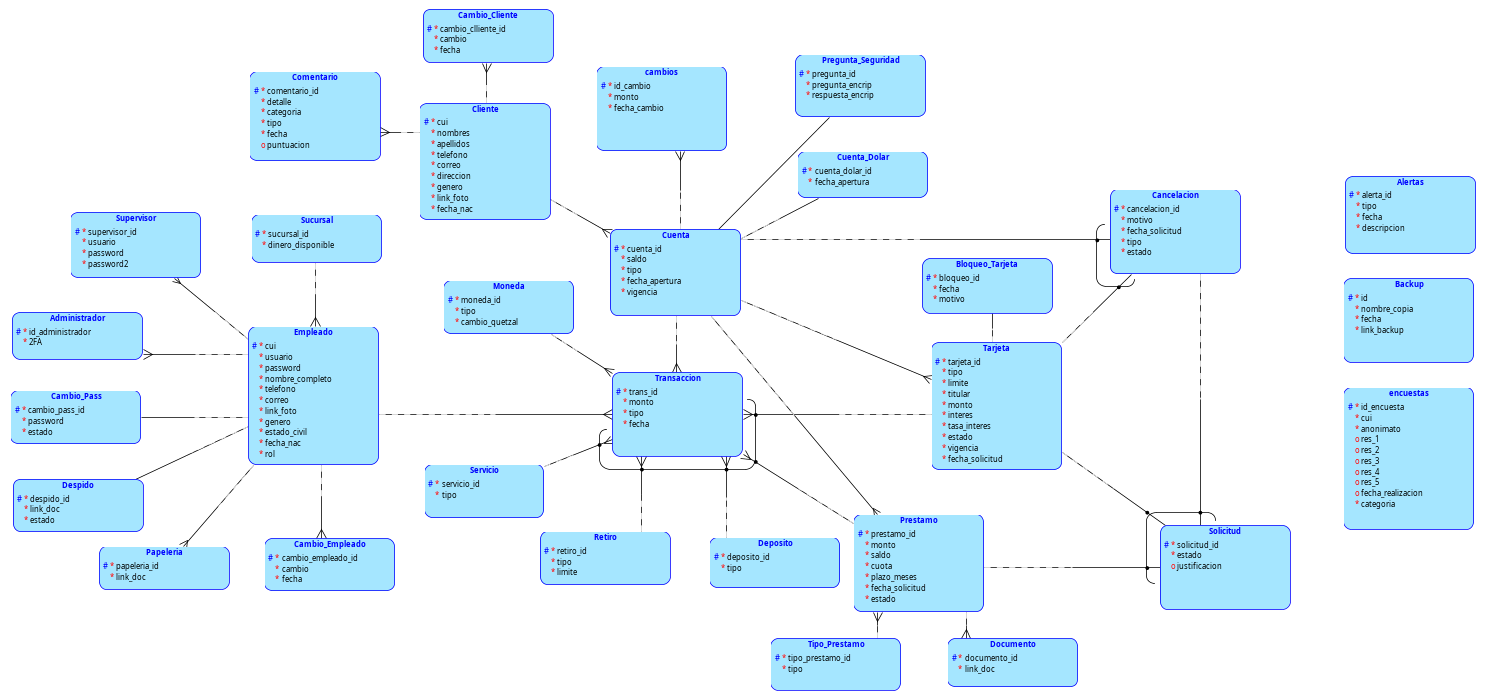 Cambio_Cliente
# * cambio_clliente_id
* cambio
* fecha
Comentario
# * comentario_id
* detalle
* categoria
* tipo
* fecha
o puntuacion
Cliente
# * cui
* nombres
* apellidos
* telefono
* correo
* direccion
* genero
* link_foto
* fecha_nac
cambios
# * id_cambio
* monto
* fecha_cambio
Pregunta_Seguridad
# * pregunta_id
* pregunta_encrip
* respuesta_encrip
Cuenta_Dolar
# * cuenta_dolar_id
* fecha_apertura
Cancelacion
# * cancelacion_id
* motivo
* fecha_solicitud
* tipo
* estado
Alertas
# * alerta_id
* tipo
* fecha
* descripcion
Supervisor
# * supervisor_id
* usuario
* password
* password2
Sucursal
# * sucursal_id
* dinero_disponible
Cuenta
# * cuenta_id
* saldo
* tipo
* fecha_apertura
* vigencia
Bloqueo_Tarjeta
# * bloqueo_id
* fecha
* motivo
Backup
# * id
* nombre_copia
* fecha
* link_backup
Moneda
# * moneda_id
* tipo
* cambio_quetzal
Administrador
# * id_administrador
* 2FA
Empleado
# * cui
* usuario
* password
* nombre_completo
* telefono
* correo
* link_foto
* genero
* estado_civil
* fecha_nac
* rol
Tarjeta
# * tarjeta_id
* tipo
* limite
* titular
* monto
* interes
* tasa_interes
* estado
* vigencia
* fecha_solicitud
Transaccion
# * trans_id
* monto
* tipo
* fecha
encuestas
# * id_encuesta
* cui
* anonimato
o res_1
o res_2
o res_3
o res_4
o res_5
o fecha_realizacion
* categoria
Cambio_Pass
# * cambio_pass_id
* password
* estado
Servicio
# * servicio_id
* tipo
Despido
# * despido_id
* link_doc
* estado
Papeleria
# * papeleria_id
* link_doc
Cambio_Empleado
# * cambio_empleado_id
* cambio
* fecha
Retiro
# * retiro_id
* tipo
* limite
Deposito
# * deposito_id
* tipo
Prestamo
# * prestamo_id
* monto
* saldo
* cuota
* plazo_meses
* fecha_solicitud
* estado
Solicitud
# * solicitud_id
* estado
o justificacion
Tipo_Prestamo
# * tipo_prestamo_id
* tipo
Documento
# * documento_id
* link_doc